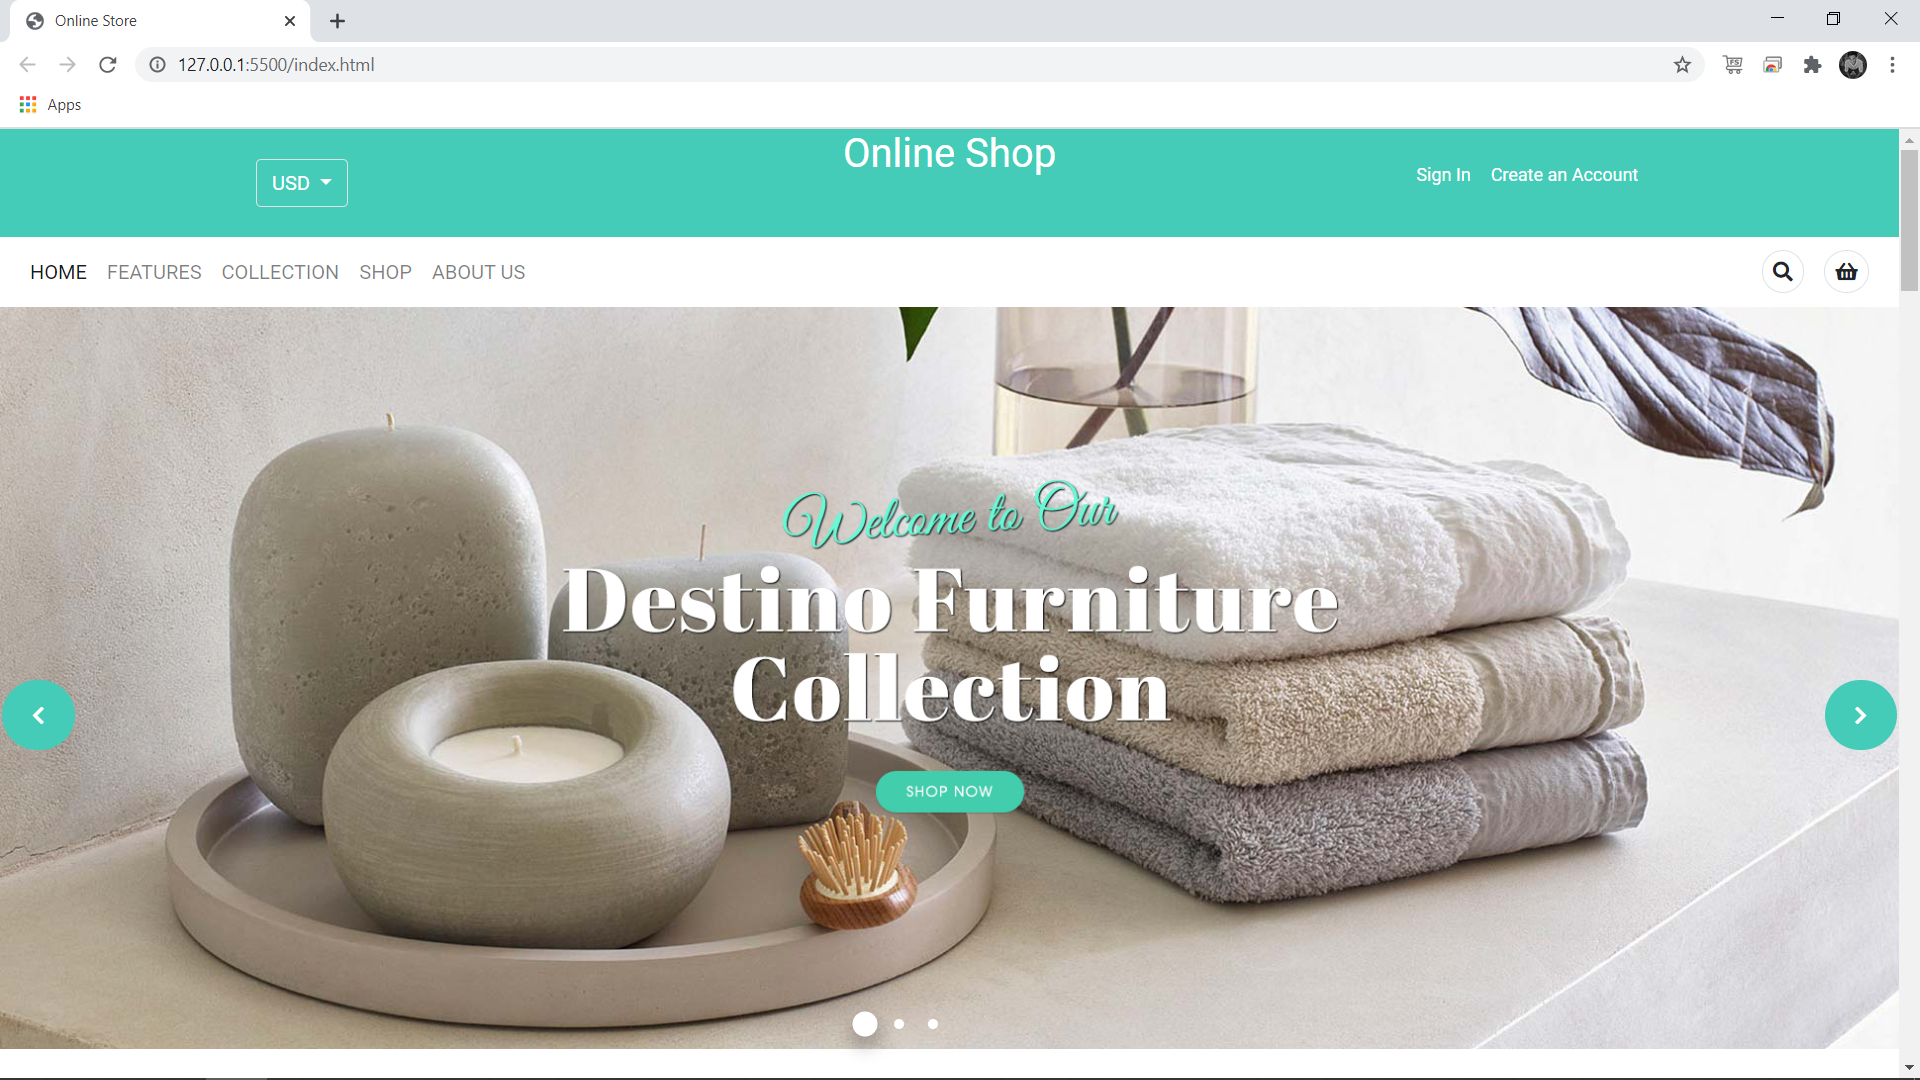 Online Store
127.0.0.1:5500/index.html
Apps
USD
Online Shop
Sign In Create an Account
HOME FEATURES COLLECTION SHOP ABOUT US
Welcome to Our
Destino Furniture
Collection
SHOP NOW